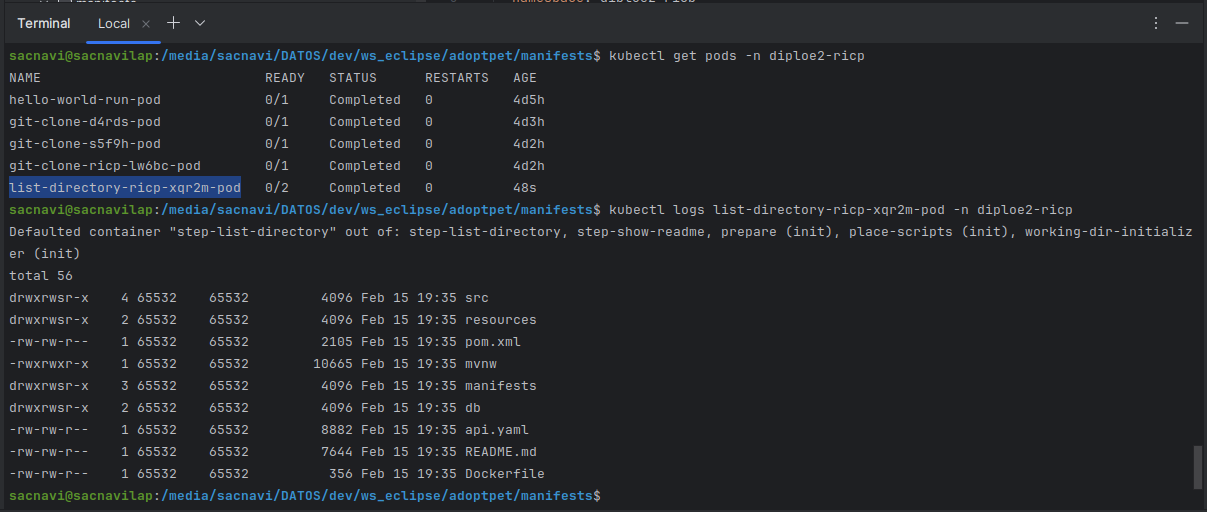 Terminal Local × + ⌄
sacnavi@sacnavilap:/media/sacnavi/DATOS/dev/ws_eclipse/adoptpet/manifests$ kubectl get pods -n diploe2-ricp
NAME READY STATUS RESTARTS AGE
hello-world-run-pod 0/1 Completed 0 4d5h
git-clone-d4rds-pod 0/1 Completed 0 4d3h
git-clone-s5f9h-pod 0/1 Completed 0 4d2h
git-clone-ricp-lw6bc-pod 0/1 Completed 0 4d2h
list-directory-ricp-xqr2m-pod 0/2 Completed 0 48s
sacnavi@sacnavilap:/media/sacnavi/DATOS/dev/ws_eclipse/adoptpet/manifests$ kubectl logs list-directory-ricp-xqr2m-pod -n diploe2-ricp
Defaulted container "step-list-directory" out of: step-list-directory, step-show-readme, prepare (init), place-scripts (init), working-dir-initializ
er (init)
total 56
drwxrwsr-x 4 65532 65532 4096 Feb 15 19:35 src
drwxrwsr-x 2 65532 65532 4096 Feb 15 19:35 resources
-rw-rw-r-- 1 65532 65532 2105 Feb 15 19:35 pom.xml
-rwxrwxr-x 1 65532 65532 10665 Feb 15 19:35 mvnw
drwxrwsr-x 3 65532 65532 4096 Feb 15 19:35 manifests
drwxrwsr-x 2 65532 65532 4096 Feb 15 19:35 db
-rw-rw-r-- 1 65532 65532 8882 Feb 15 19:35 api.yaml
-rw-rw-r-- 1 65532 65532 7644 Feb 15 19:35 README.md
-rw-rw-r-- 1 65532 65532 356 Feb 15 19:35 Dockerfile
sacnavi@sacnavilap:/media/sacnavi/DATOS/dev/ws_eclipse/adoptpet/manifests$